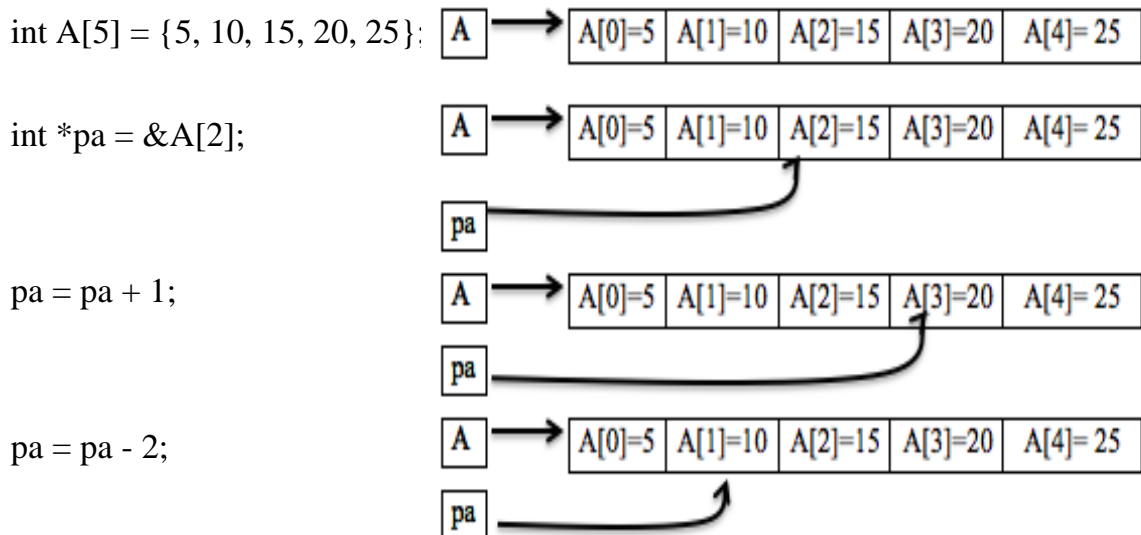 int A[5] = {5, 10, 15, 20, 25}; A A[0]=5 A[1]=10 A[2]=15 A[3]=20 A[4]= 25
int *pa = &A[2]; A A[0]=5 A[1]=10 A[2]=15 A[3]=20 A[4]= 25
pa
pa = pa + 1; A A[0]=5 A[1]=10 A[2]=15 A[3]=20 A[4]= 25
pa
pa = pa - 2; A A[0]=5 A[1]=10 A[2]=15 A[3]=20 A[4]= 25
pa